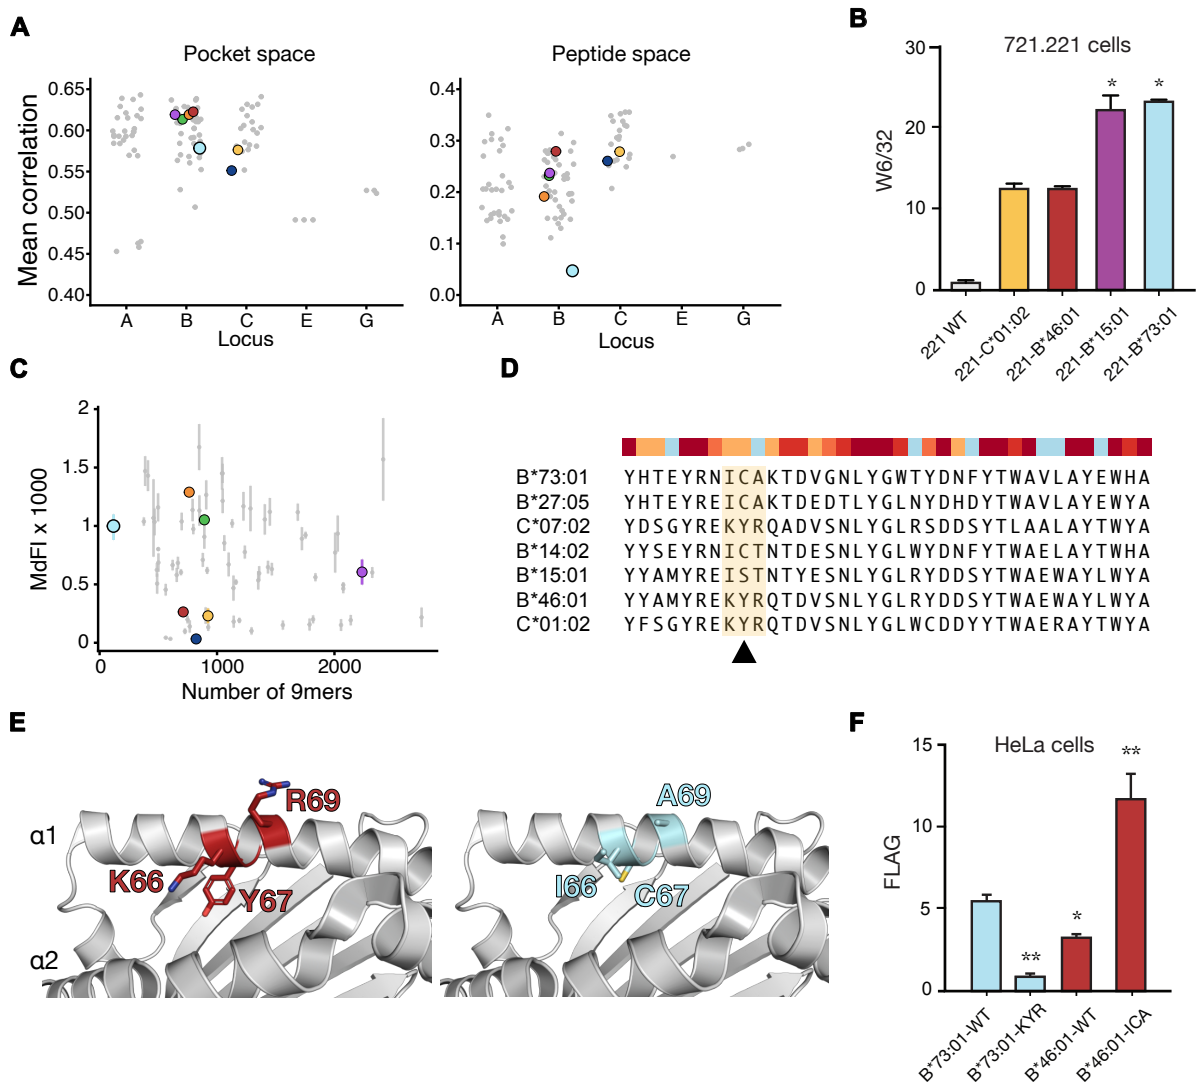 A
Pocket space
Peptide space
Mean correlation
0.65
0.60
0.55
0.50
0.45
0.40
A B C E G
Locus
0.4
0.3
0.2
0.1
0.0
A B C E G
Locus
B
721.221 cells
W6/32
30
20
10
0
* *
221 WT
221-C*01:02
221-B*46:01
221-B*15:01
221-B*73:01
C
MdFI x 1000
2
1.5
1
0.5
0
0 1000 2000
Number of 9mers
D
B*73:01 YHTEYRNICAKTDVGNLYGWTYDNFYTWAVLAYEWHA
B*27:05 YHTEYREICAKTDEDTLYGLNYDHDYTWAVLAYEWYA
C*07:02 YDSGYREKYRQADVSNLYGLRSDDSYTLAALAYTWYA
B*14:02 YYSEYRNICTNTDESNLYGLWYDNFYTWAELAYTWHA
B*15:01 YYAMYREISTNTYESNLYGLRYDDSYTWAEWAYLWYA
B*46:01 YYAMYREKYRQTDVSNLYGLRYDDSYTWAEWAYLWYA
C*01:02 YFSGYREKYRQTDVSNLYGLWCDDYYTWAERAYTWYA
E
α1
α2
R69
K66
Y67
A69
I66
C67
F
HeLa cells
FLAG
15
10
5
0
** * **
B*73:01-WT
B*73:01-KYR
B*46:01-WT
B*46:01-ICA